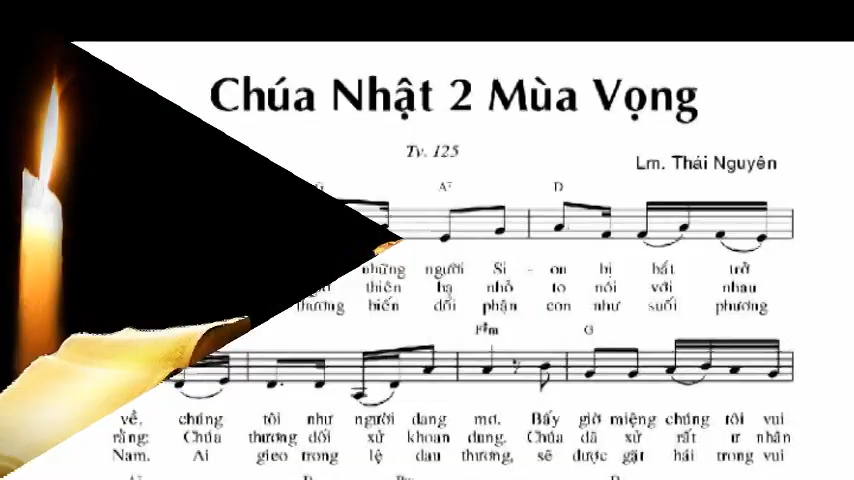 Chúa Nhật 2 Mùa Vọng
Tv. 125
Lm. Thái Nguyên
A7 D
những người Si - on bị bắt trở
thiên hạ nhỏ to nói với nhau
thương biến đổi phận con như suối phương
F#m G
về, chúng tôi như người đang mơ. Bấy giờ miệng chúng tôi vui
rằng: Chúa thương đối xử khoan dung. Chúa đã xử rất ư nhân
Nam. Ai gieo trong lệ đau thương, sẽ được gặt hái trong vui